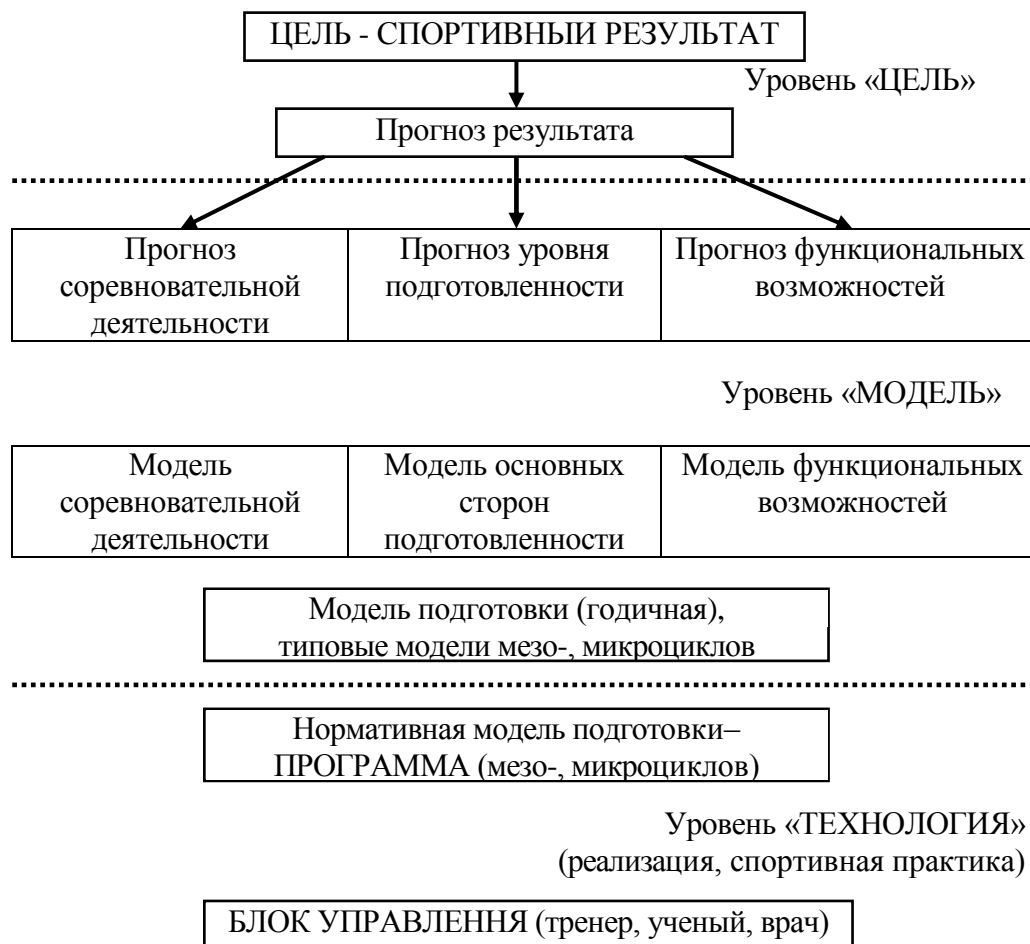 ЦЕЛЬ - СПОРТИВНЫИ РЕЗУЛЬТАТ
Уровень «ЦЕЛЬ»
Прогноз результата
Прогноз
соревновательной
деятельности
Прогноз уровня
подготовленности
Прогноз функциональных
возможностей
Уровень «МОДЕЛЬ»
Модель
соревновательной
деятельности
Модель основных
сторон
подготовленности
Модель функциональных
возможностей
Модель подготовки (годичная),
типовые модели мезо-, микроциклов
Нормативная модель подготовки–
ПРОГРАММА (мезо-, микроциклов)
Уровень «ТЕХНОЛОГИЯ»
(реализация, спортивная практика)
БЛОК УПРАВЛЕННЯ (тренер, ученый, врач)